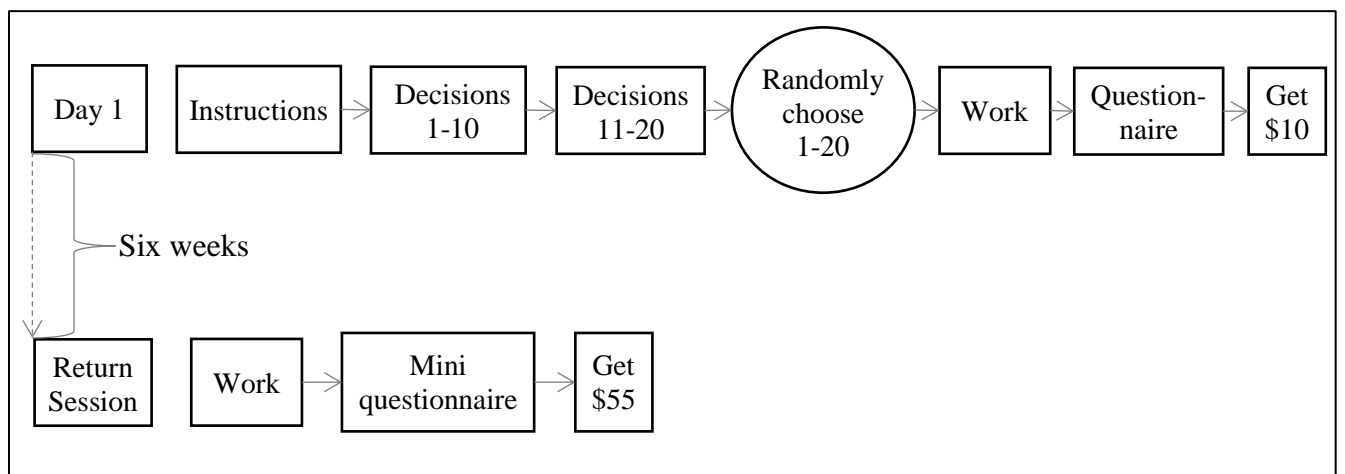 Day 1
Instructions
Decisions
1-10
Decisions
11-20
Randomly
choose
1-20
Work
Question-
naire
Get
$10
Six weeks
Return
Session
Work
Mini
questionnaire
Get
$55